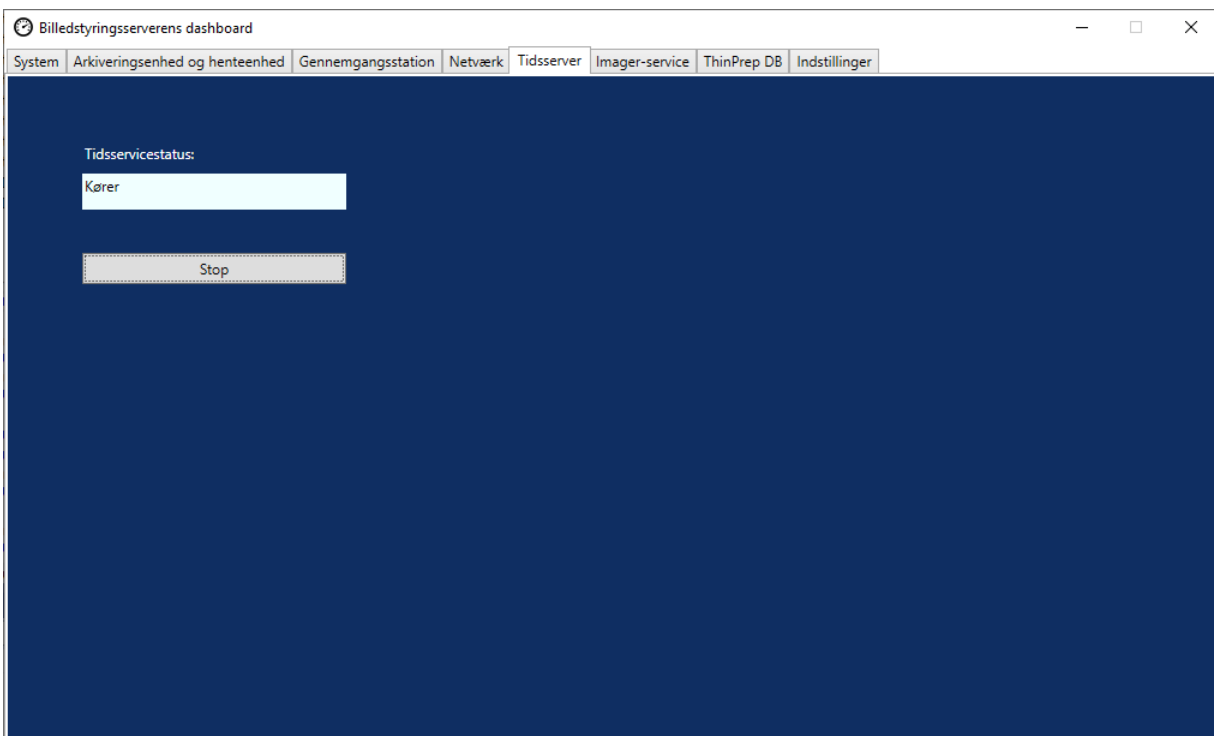 Billedstyringsserverens dashboard
System Arkiveringsenhed og henteenhed Gennemgangsstation Netværk Tidsserver Imager-service ThinPrep DB Indstillinger
Tidsservicestatus:
Kører
Stop